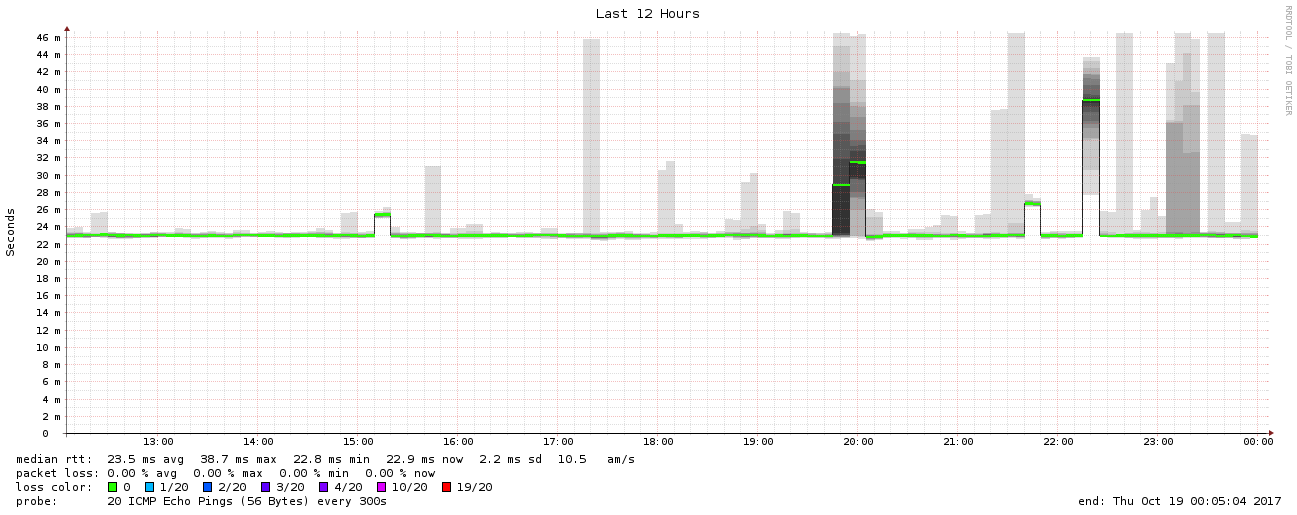 Last 12 Hours
RRDTOOL / TOBI OETIKER
Seconds
46 m
44 m
42 m
40 m
38 m
36 m
34 m
32 m
30 m
28 m
26 m
24 m
22 m
20 m
18 m
16 m
14 m
12 m
10 m
8 m
6 m
4 m
2 m
0
13:00 14:00 15:00 16:00 17:00 18:00 19:00 20:00 21:00 22:00 23:00 00:00
median rtt: 23.5 ms avg 38.7 ms max 22.8 ms min 22.9 ms now 2.2 ms sd 10.5 am/s
packet loss: 0.00 % avg 0.00 % max 0.00 % min 0.00 % now
loss color: 0 1/20 2/20 3/20 4/20 10/20 19/20
probe: 20 ICMP Echo Pings (56 Bytes) every 300s end: Thu Oct 19 00:05:04 2017